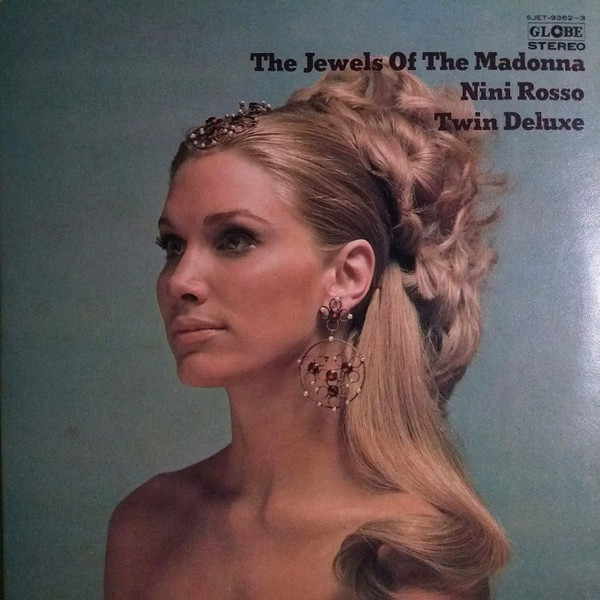 SJET-9362~3
GLOBE
STEREO
The Jewels Of The Madonna
Nini Rosso
Twin Deluxe